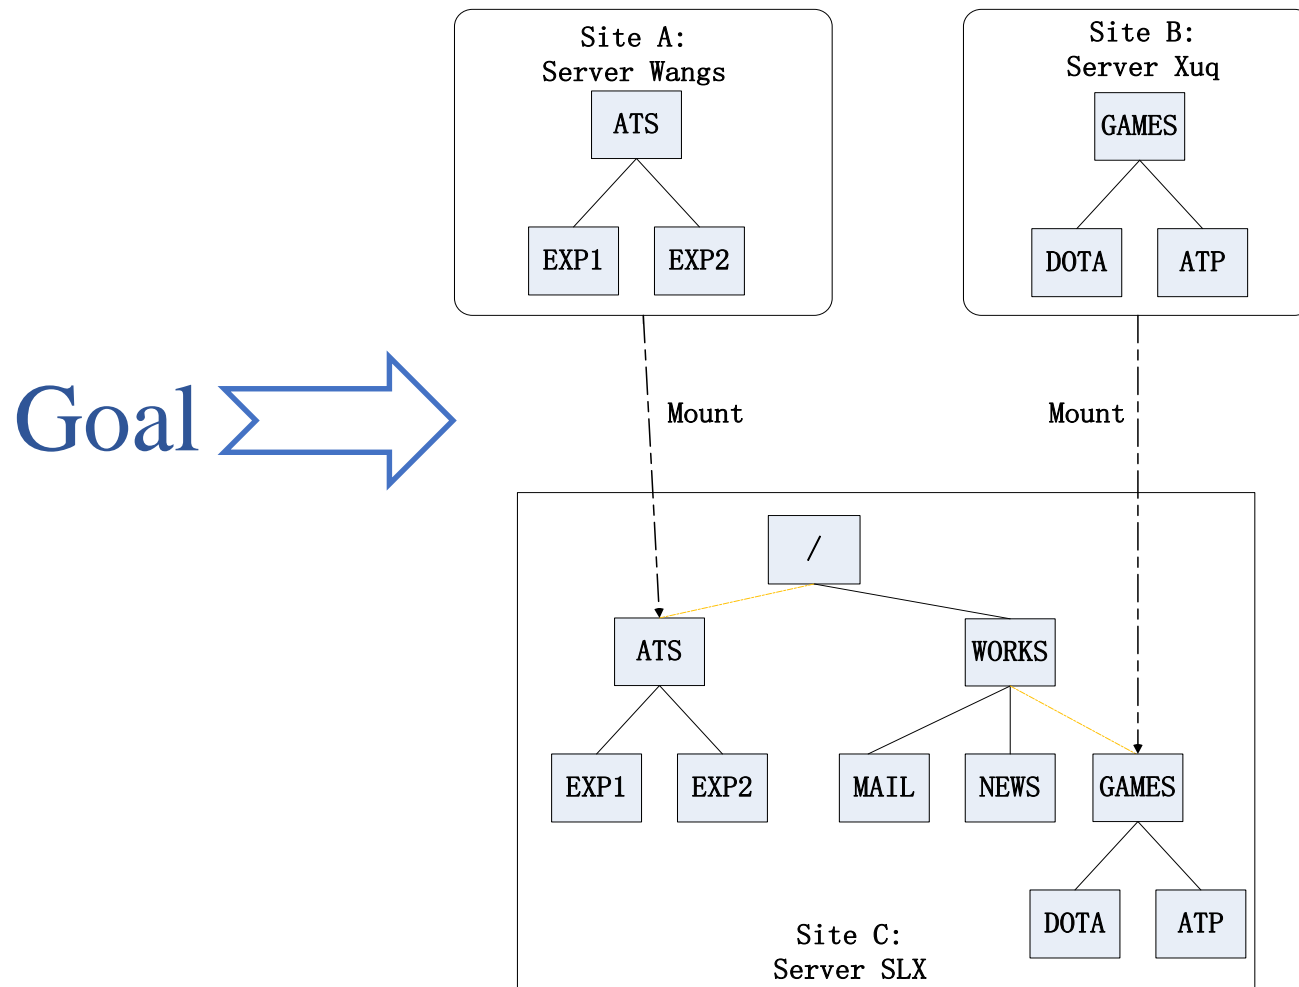 Site A:
Server Wangs
ATS
EXP1
EXP2
Site B:
Server Xuq
GAMES
DOTA
ATP
Goal
Mount
Mount
/
ATS
WORKS
EXP1
EXP2
MAIL
NEWS
GAMES
DOTA
ATP
Site C:
Server SLX